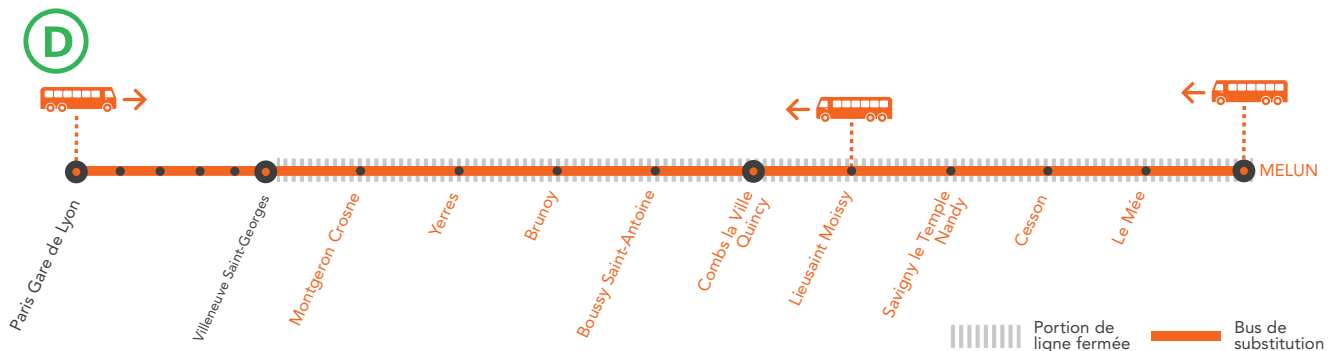 D
MELUN
Paris Gare de Lyon
Villeneuve Saint-Georges
Montgeron Crosne
Yerres
Brunoy
Boussy Saint-Antoine
Combs la Ville
Quincy
Lieusaint Moissy
Savigny le Temple
Nandy
Cesson
Le Mée
Portion de
ligne fermée
Bus de
substitution